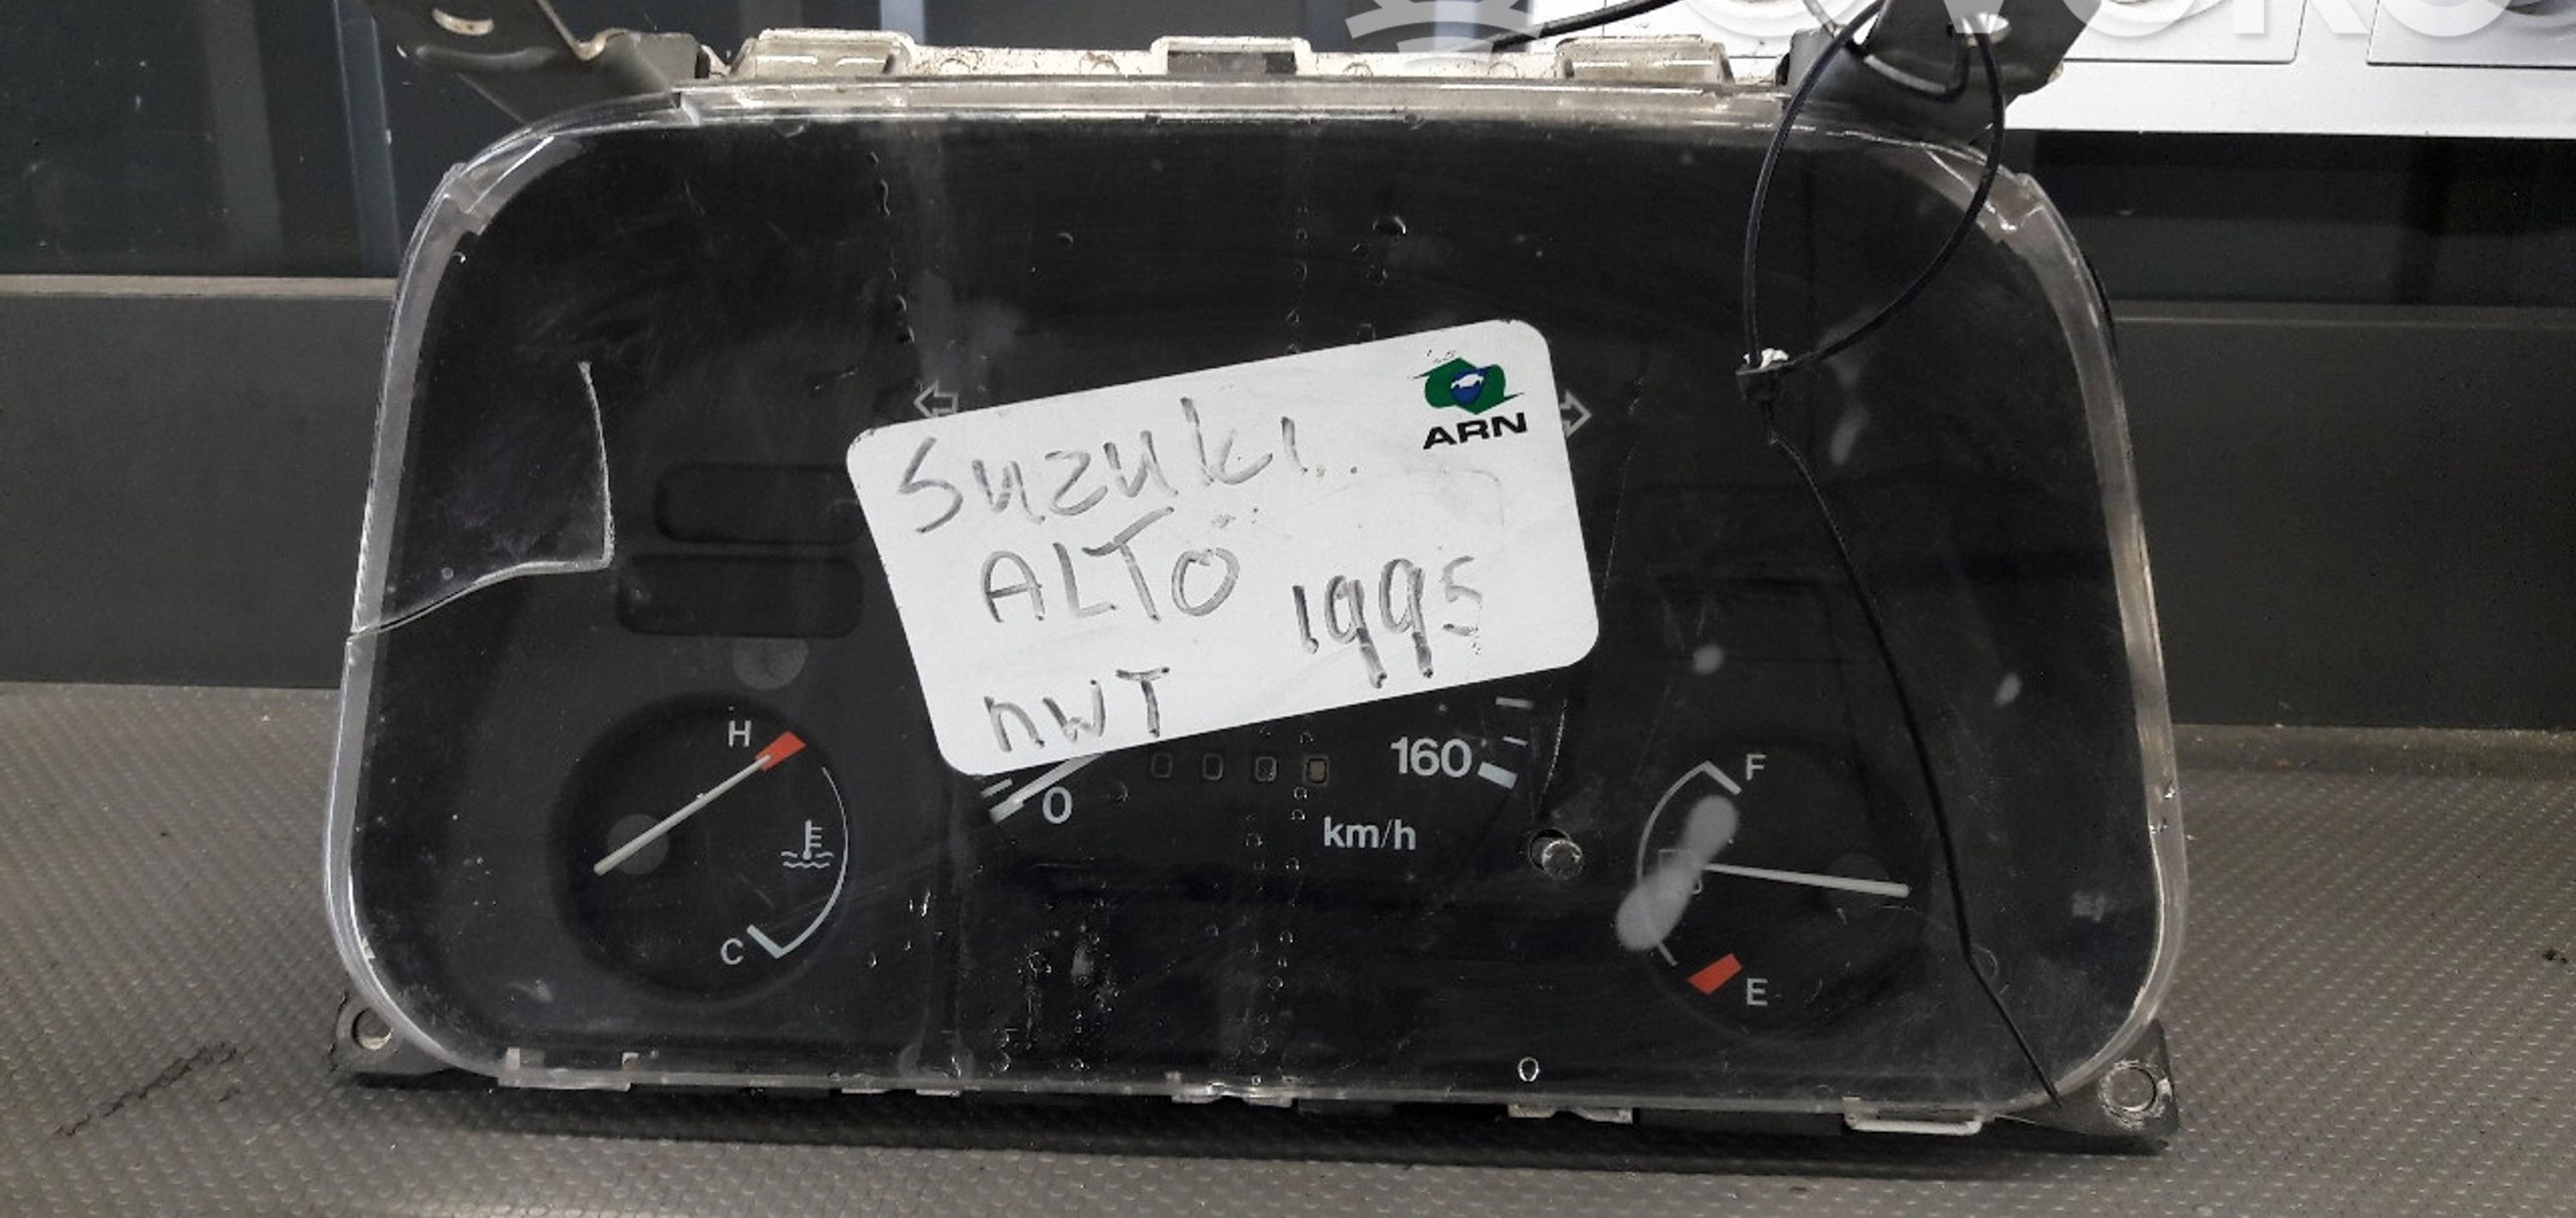 ARN
Suzuki
ALTO 1995
NWT
H
C
0
160
km/h
F
E